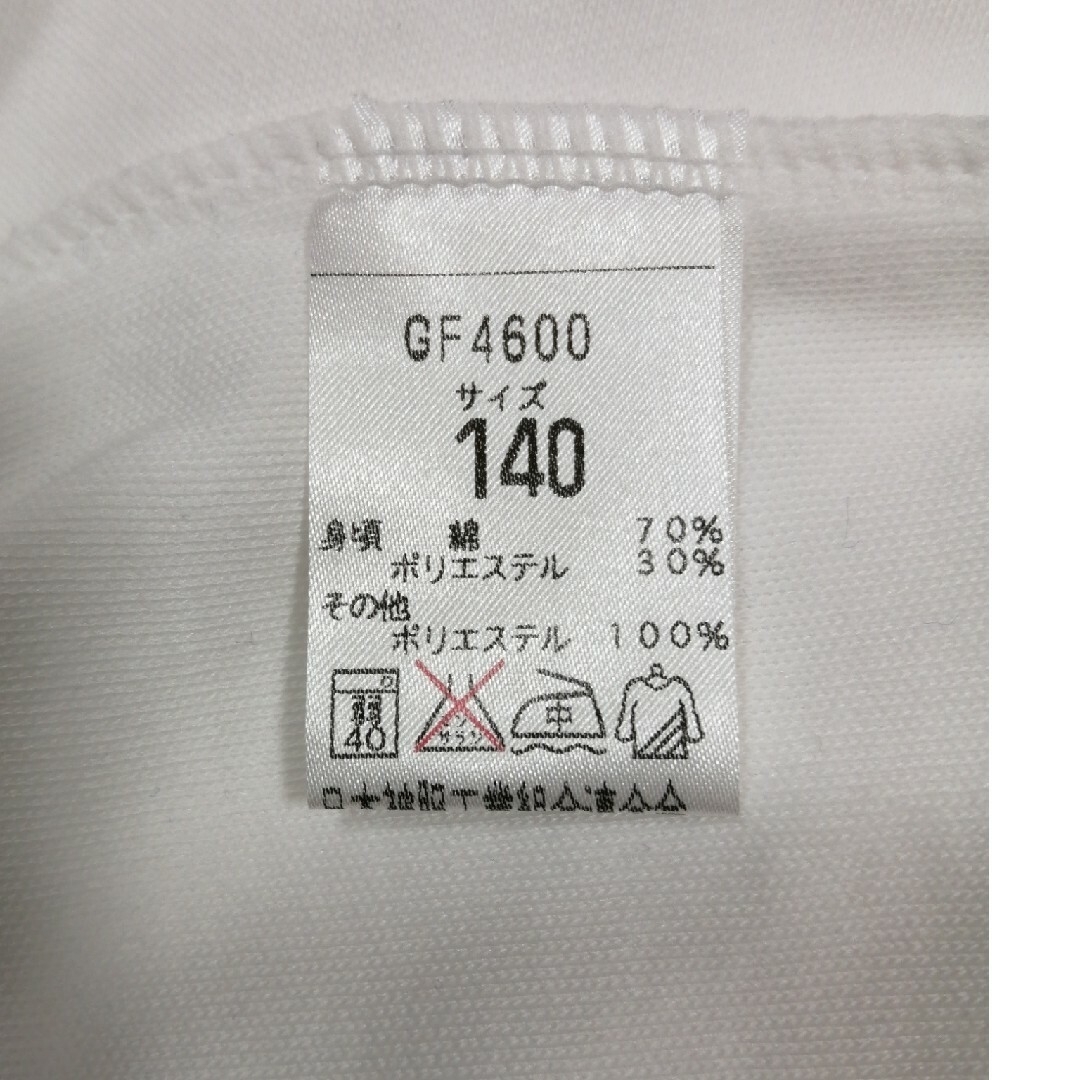 GF4600
サイズ
140
身頃 綿 70%
ポリエステル 30%
その他
ポリエステル 100%
40 中